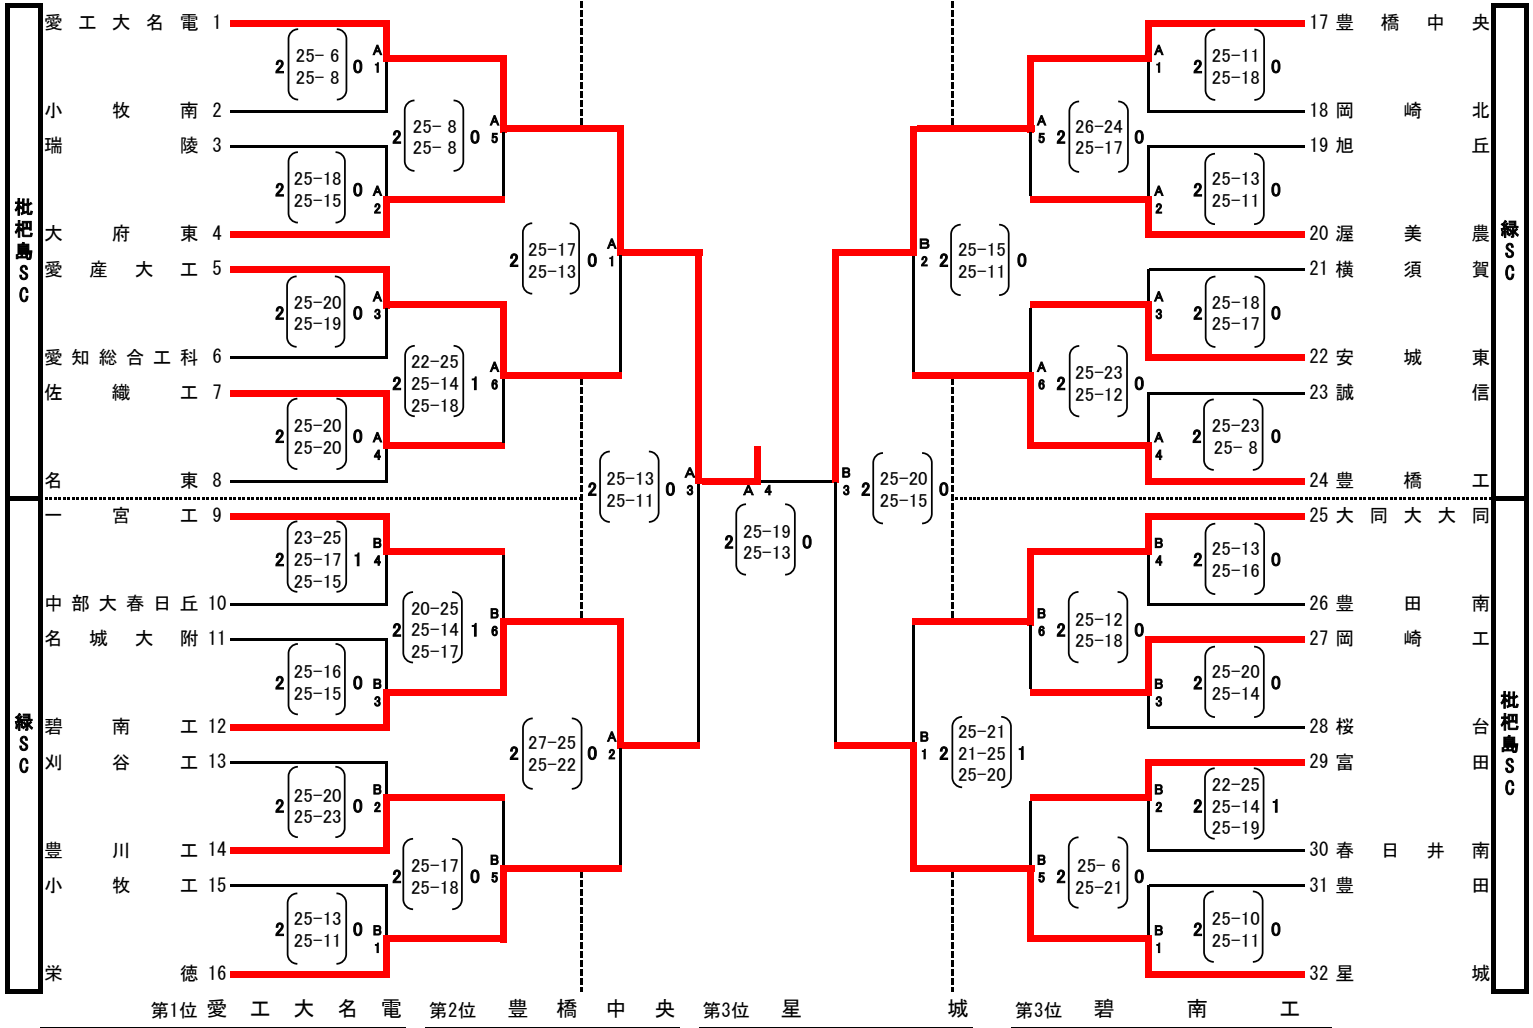 枇杷島SC
愛工大名電 1
小牧南 2
瑞陵 3
大府東 4
愛産大工 5
愛知総合工科 6
佐織工 7
名東 8
2 25- 6 25- 8 0 A1
2 25-18 25-15 0 A2
2 25-20 25-19 0 A3
2 25-20 25-20 0 A4
2 25- 8 25- 8 0 A5
2 22-25 25-14 25-18 1 A6
2 25-17 25-13 0 A1
緑SC
一宮工 9
中部大春日丘 10
名城大附 11
碧南工 12
刈谷工 13
豊川工 14
小牧工 15
栄徳 16
2 23-25 25-17 25-15 1 B4
2 25-16 25-15 0 B3
2 25-20 25-23 0 B2
2 25-13 25-11 0 B1
2 20-25 25-14 25-17 1 B6
2 25-17 25-18 0 B5
2 27-25 25-22 0 A2
2 25-13 25-11 0 A3
A 4
2 25-19 25-13 0
B3 2 25-20 25-15 0
緑SC
17 豊橋中央
18 岡崎北
19 旭丘
20 渥美農
21 横須賀
22 安城東
23 誠信
24 豊橋工
A1 2 25-11 25-18 0
A2 2 25-13 25-11 0
A3 2 25-18 25-17 0
A4 2 25-23 25- 8 0
A5 2 26-24 25-17 0
A6 2 25-23 25-12 0
B2 2 25-15 25-11 0
枇杷島SC
25 大同大大同
26 豊田南
27 岡崎工
28 桜台
29 富田
30 春日井南
31 豊田
32 星城
B4 2 25-13 25-16 0
B3 2 25-20 25-14 0
B2 2 22-25 25-14 25-19 1
B1 2 25-10 25-11 0
B6 2 25-12 25-18 0
B5 2 25- 6 25-21 0
B1 2 25-21 21-25 25-20 1
第1位 愛工大名電 第2位 豊橋中央 第3位 星城 第3位 碧南工